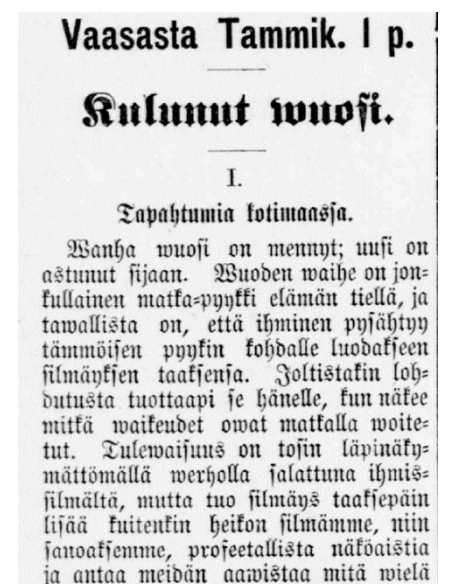 Vaasasta Tammik. 1 p.
Kulunut wuosi.
I.
Tapahtumia kotimaassa.
Wanha wuosi on mennyt; uusi on
astunut sijaan. Wuoden waihe on jon-
kullainen matka-pyykki elämän tiellä, ja
tawallista on, että ihminen pysähtyy
tämmöisen pyykin kohdalle luodakseen
silmäyksen taaksensa. Joltistakin loh-
dutusta tuottaapi se hänelle, kun näkee
mitkä waikeudet owat matkalla woite-
tut. Tulewaisuus on tosin läpinäky-
mättömällä werholla salattuna ihmis-
silmältä, mutta tuo silmäys taaksepäin
lisää kuitenkin heikon silmämme, niin
sanoaksemme, profeetallista näköaistia
ja antaa meidän aawistaa mitä wielä